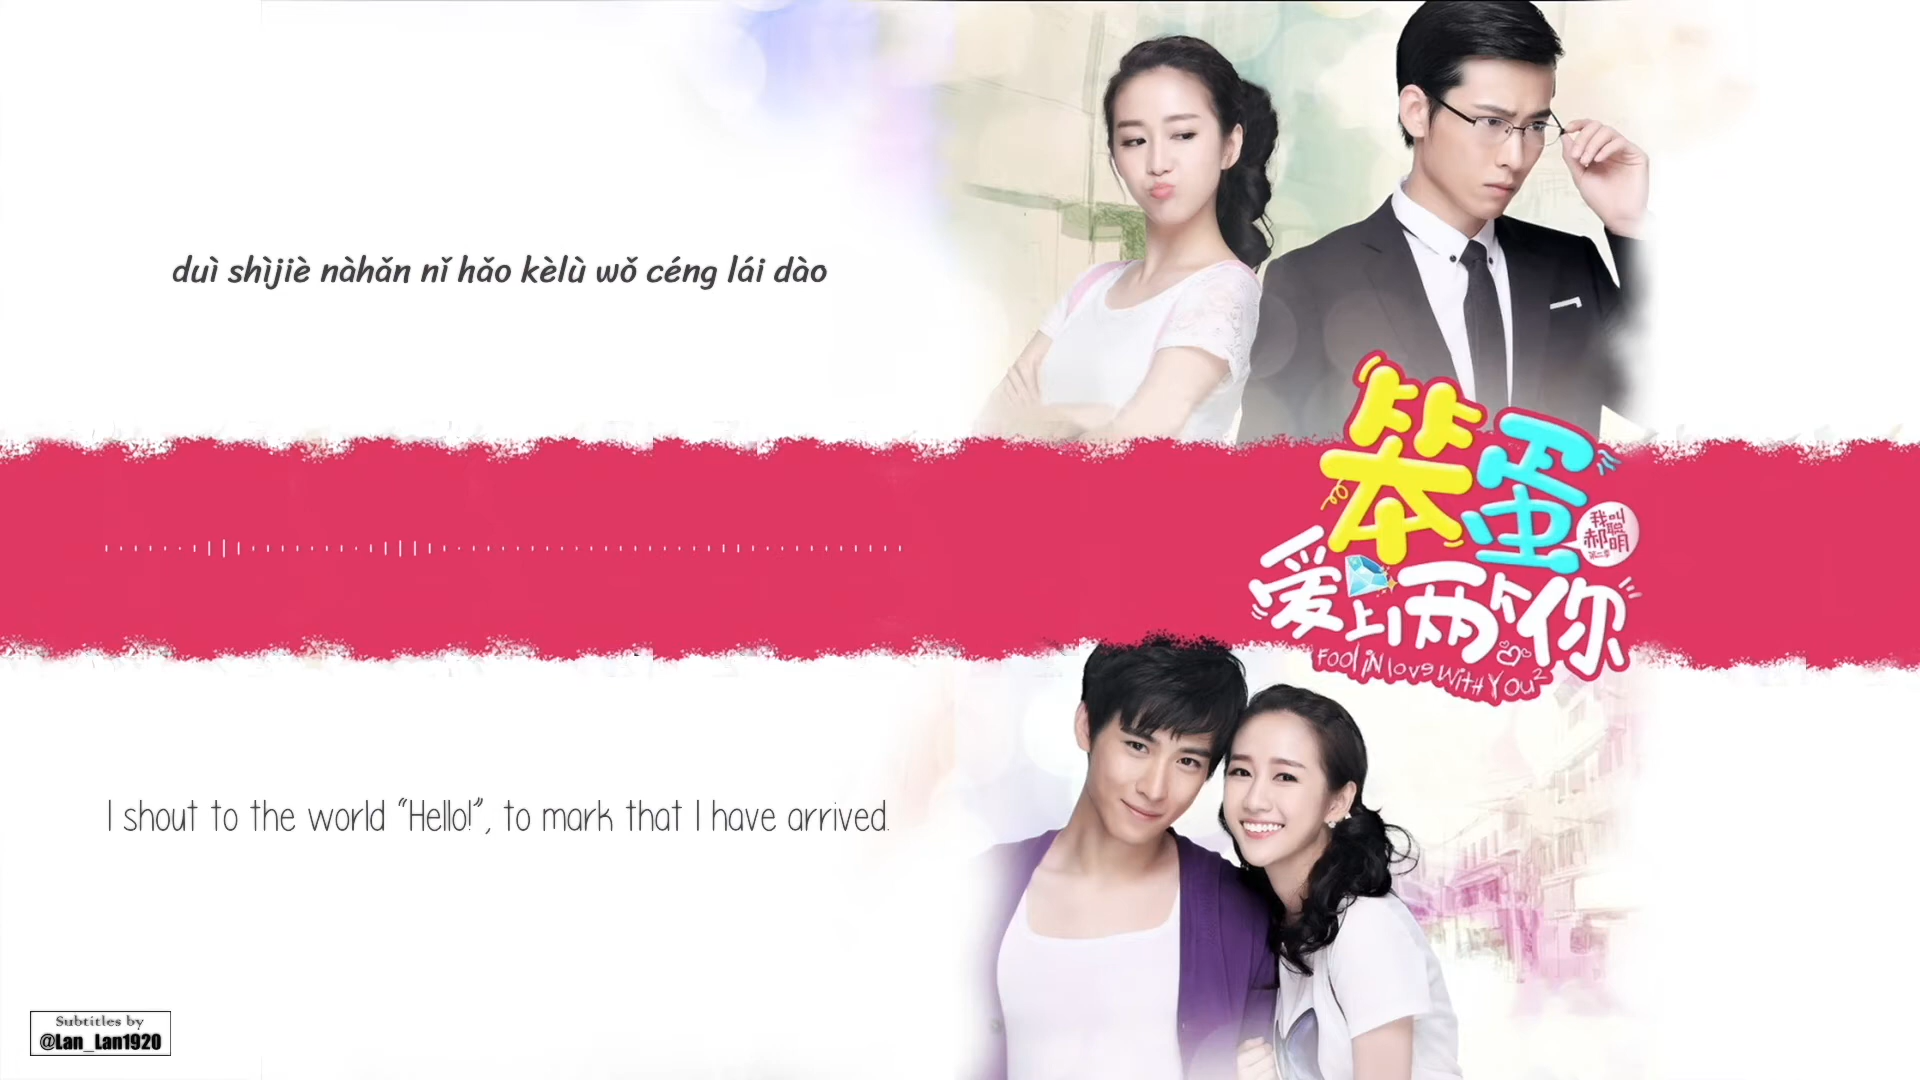 duì shìjiè nàhǎn nǐ hǎo kèlù wǒ céng lái dào
笨蛋
我叫
郝聪明
第二季
爱上两个你
Fool in love with You²
I shout to the world “Hello!”, to mark that I have arrived.
Subtitles by
@Lan_Lan1920